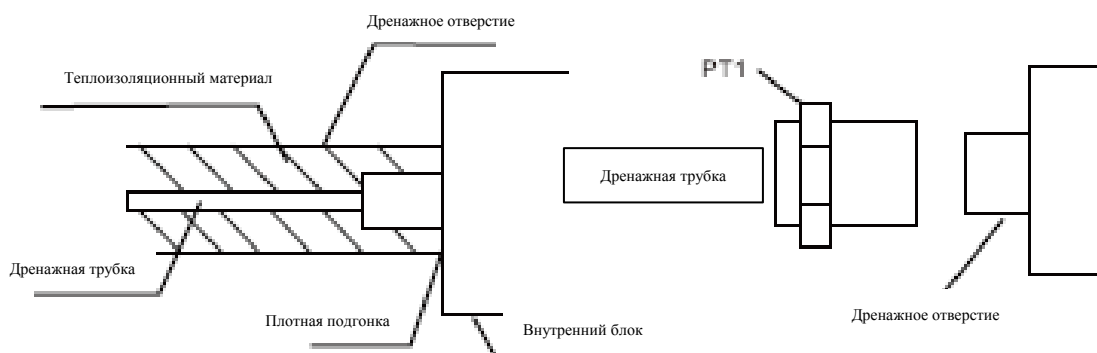 Дренажное отверстие
Теплоизоляционный материал
PT1
Дренажная трубка
Дренажная трубка
Плотная подгонка
Внутренний блок
Дренажное отверстие